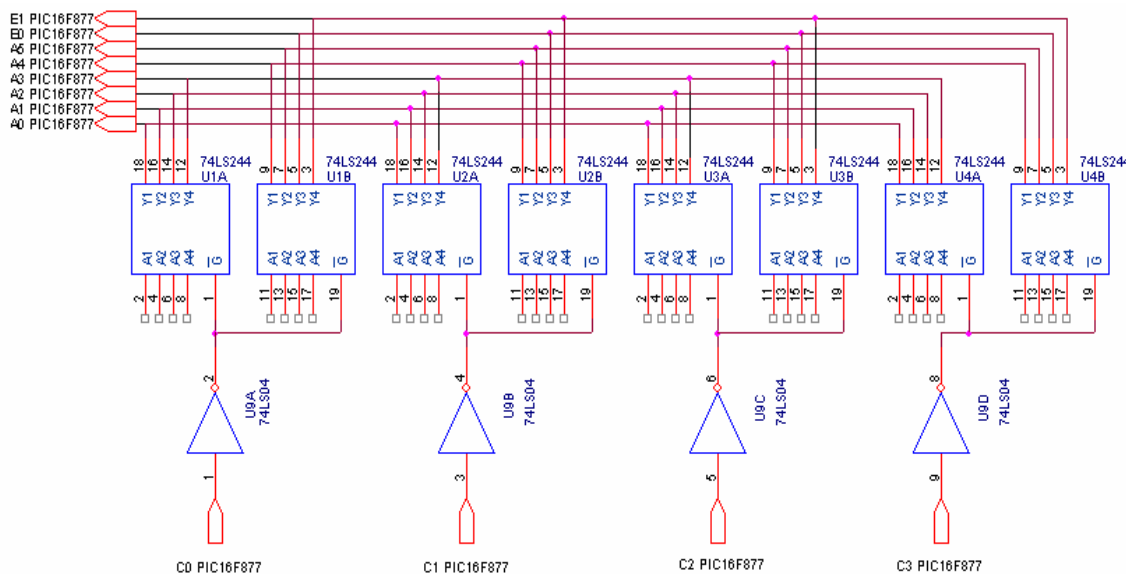 E1 PIC16F877
E0 PIC16F877
A5 PIC16F877
A4 PIC16F877
A3 PIC16F877
A2 PIC16F877
A1 PIC16F877
A0 PIC16F877
74LS244 74LS244 74LS244 74LS244 74LS244 74LS244 74LS244 74LS244
U1A U1B U2A U2B U3A U3B U4A U4B
18 16 14 12 9 7 5 3 18 16 14 12 9 7 5 3 18 16 14 12 9 7 5 3 18 16 14 12 9 7 5 3
Y1 Y2 Y3 Y4 Y1 Y2 Y3 Y4 Y1 Y2 Y3 Y4 Y1 Y2 Y3 Y4 Y1 Y2 Y3 Y4 Y1 Y2 Y3 Y4 Y1 Y2 Y3 Y4 Y1 Y2 Y3 Y4
A1 A2 A3 A4 G A1 A2 A3 A4 G A1 A2 A3 A4 G A1 A2 A3 A4 G A1 A2 A3 A4 G A1 A2 A3 A4 G A1 A2 A3 A4 G A1 A2 A3 A4 G
2 4 6 8 1 11 13 15 17 19 2 4 6 8 1 11 13 15 17 19 2 4 6 8 1 11 13 15 17 19 2 4 6 8 1 11 13 15 17 19
2 4 6 8
U9A U9B U9C U9D
74LS04 74LS04 74LS04 74LS04
1 3 5 9
C0 PIC16F877 C1 PIC16F877 C2 PIC16F877 C3 PIC16F877